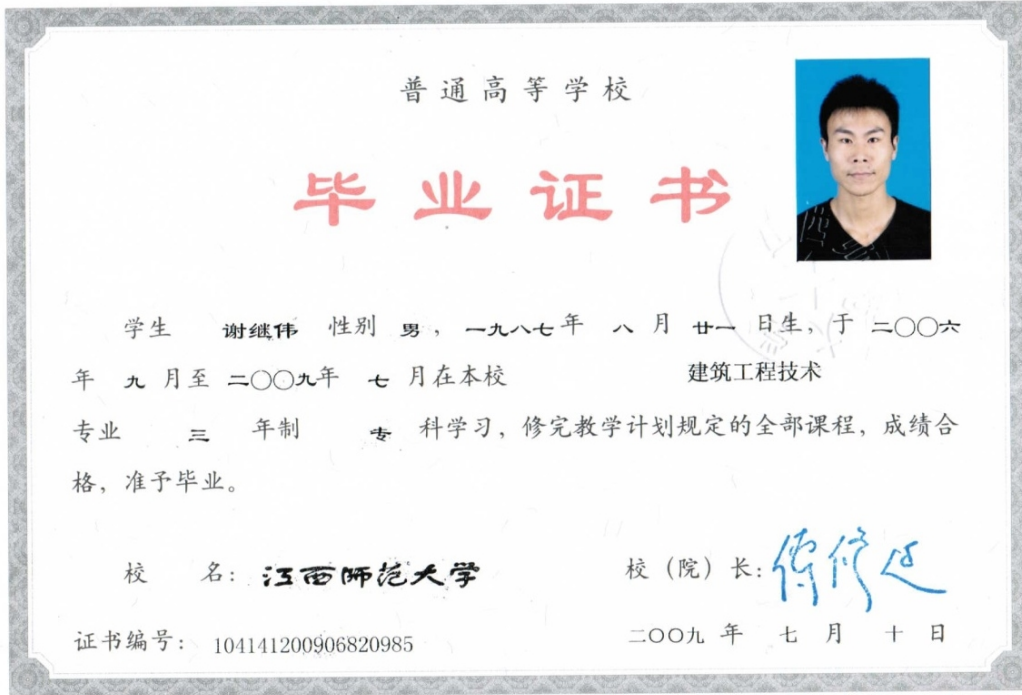 普通高等学校
毕业证书
学生 谢继伟 性别 男，一九八七年 八 月 廿一 日生，于 二〇〇六
年 九 月至 二〇〇九年 七 月在本校 建筑工程技术
专业 三 年制 专 科学习，修完教学计划规定的全部课程，成绩合
格，准予毕业。
校 名：江西师范大学
校（院）长：傅修延
证书编号：104141200906820985
二〇〇九 年 七 月 十 日